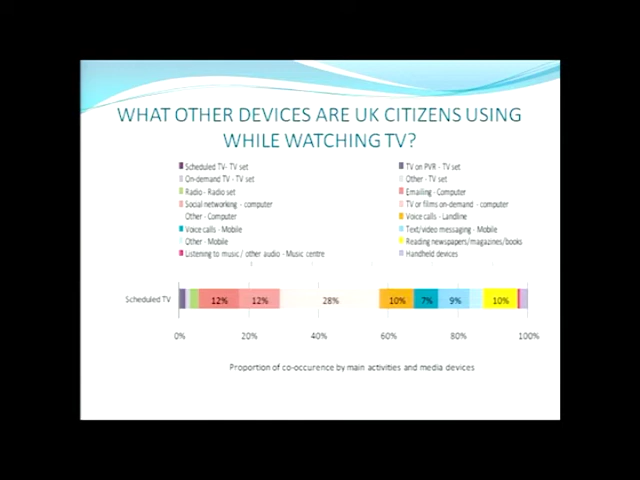 WHAT OTHER DEVICES ARE UK CITIZENS USING
WHILE WATCHING TV?
Scheduled TV- TV set
TV on PVR - TV set
On-demand TV - TV set
Other - TV set
Radio - Radio set
Emailing - Computer
Social networking - computer
TV or films on-demand - computer
Other - Computer
Voice calls - Landline
Voice calls - Mobile
Text/video messaging - Mobile
Other - Mobile
Reading newspapers/magazines/books
Listening to music / other audio - Music centre
Handheld devices
Scheduled TV
12%
12%
28%
10%
7%
9%
10%
0%
20%
40%
60%
80%
100%
Proportion of co-occurence by main activities and media devices